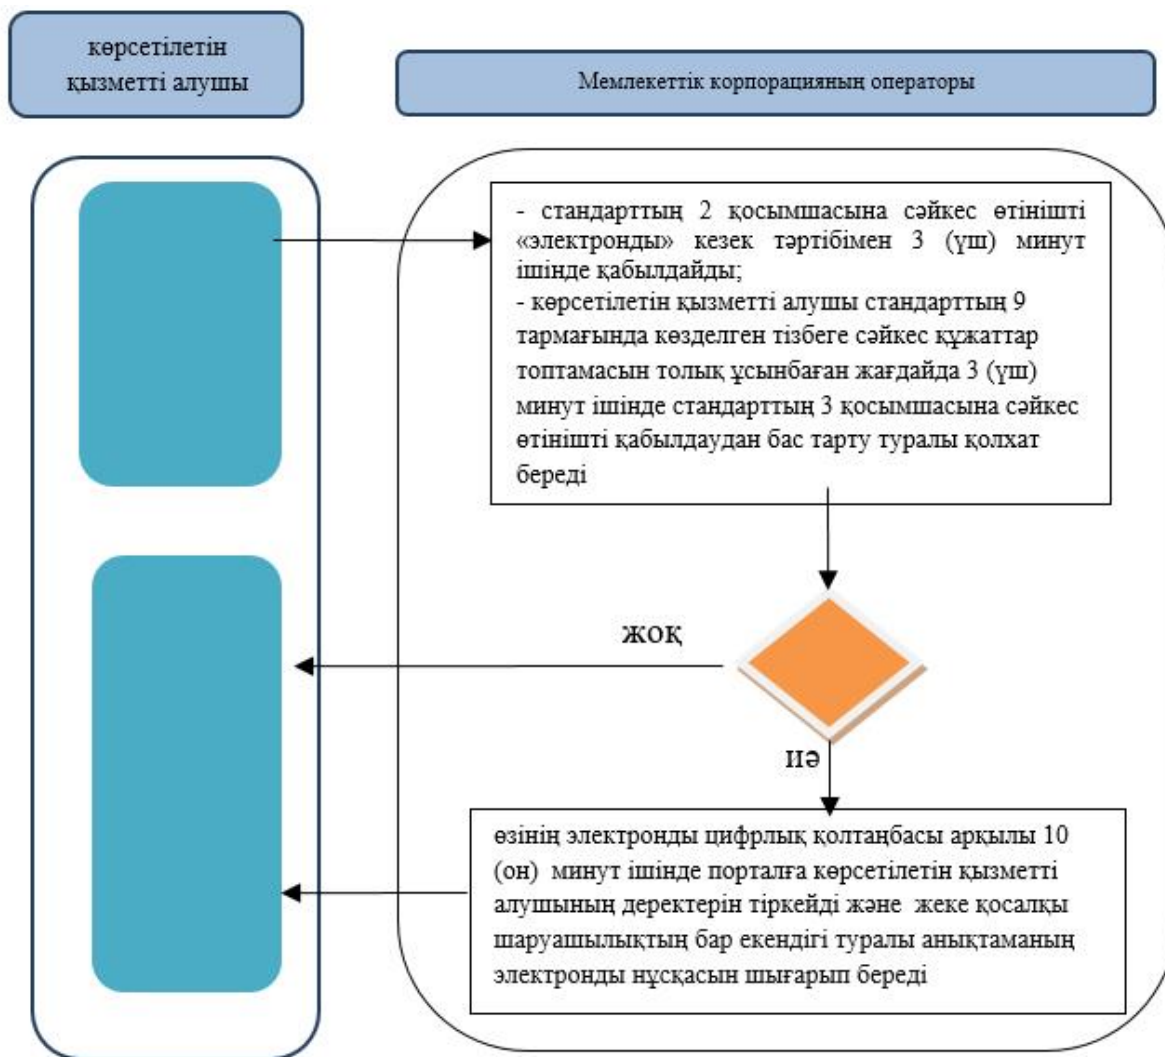 көрсетілетін
қызметті алушы
Мемлекеттік корпорацияның операторы
- стандарттың 2 қосымшасына сәйкес өтінішті
«электронды» кезек тәртібімен 3 (үш) минут
ішінде қабылдайды;
- көрсетілетін қызметті алушы стандарттың 9
тармағында көзделген тізбеге сәйкес құжаттар
топтамасын толық ұсынбаған жағдайда 3 (үш)
минут ішінде стандарттың 3 қосымшасына сәйкес
өтінішті қабылдаудан бас тарту туралы қолхат
береді
жоқ
иә
өзінің электронды цифрлық қолтаңбасы арқылы 10
(он) минут ішінде порталға көрсетілетін қызметті
алушының деректерін тіркейді және жеке қосалқы
шаруашылықтың бар екендігі туралы анықтаманың
электронды нұсқасын шығарып береді